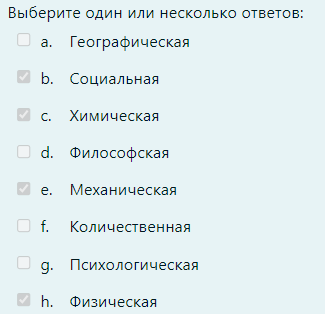 Выберите один или несколько ответов:
a. Географическая
b. Социальная
c. Химическая
d. Философская
e. Механическая
f. Количественная
g. Психологическая
h. Физическая